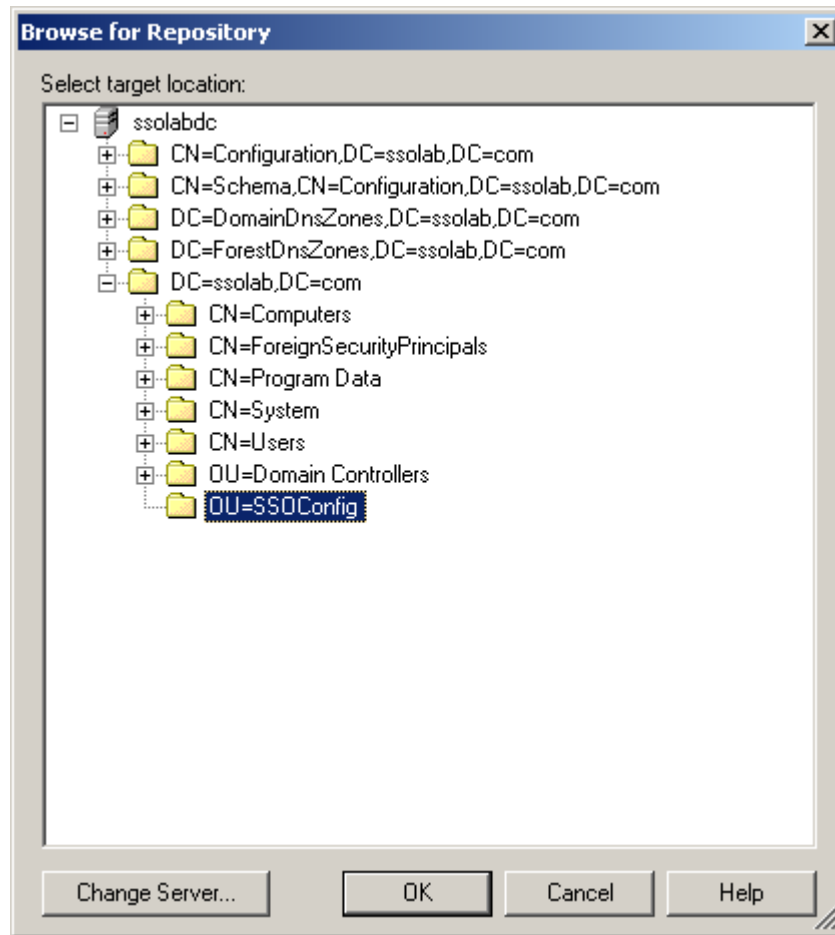 Browse for Repository
Select target location:
ssolabdc
CN=Configuration,DC=ssolab,DC=com
CN=Schema,CN=Configuration,DC=ssolab,DC=com
DC=DomainDnsZones,DC=ssolab,DC=com
DC=ForestDnsZones,DC=ssolab,DC=com
DC=ssolab,DC=com
CN=Computers
CN=ForeignSecurityPrincipals
CN=Program Data
CN=System
CN=Users
OU=Domain Controllers
OU=SSOConfig
Change Server... OK Cancel Help